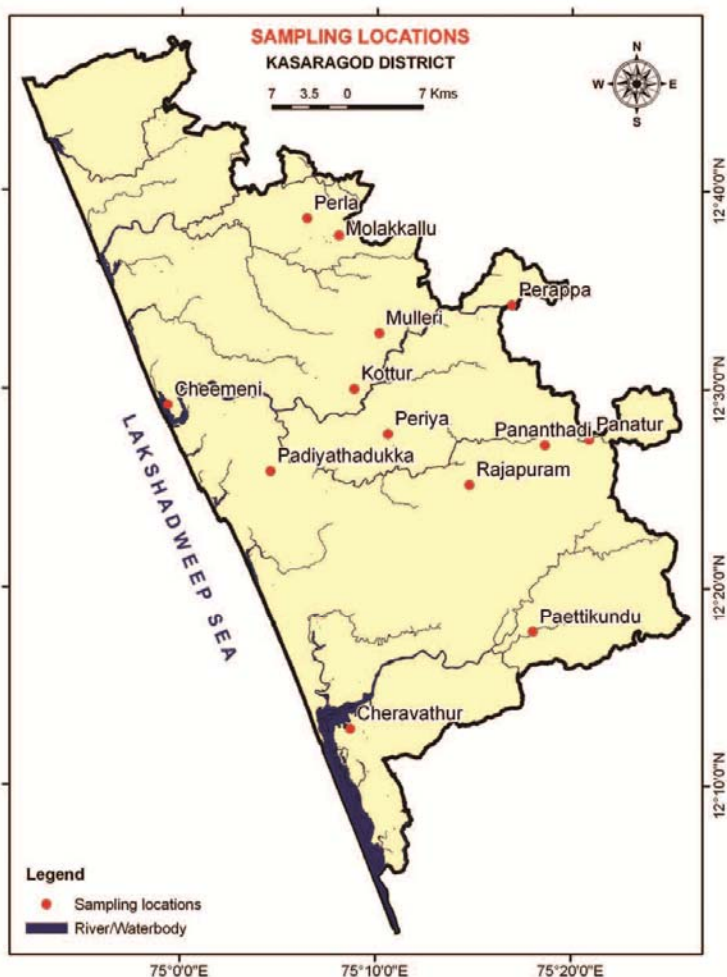 SAMPLING LOCATIONS
KASARAGOD DISTRICT
7 3.5 0 7 Kms
N
W E
S
12°40'0"N
Perla
Molakkallu
Perappa
Mulleri
12°30'0"N
Kottur
Cheemeni
Periya
Pananthadi
Panatur
Padiyathadukka
Rajapuram
LAKSHADWEEP SEA
12°20'0"N
Paettikundu
Cheravathur
12°10'0"N
Legend
Sampling locations
River/Waterbody
75°0'0"E 75°10'0"E 75°20'0"E